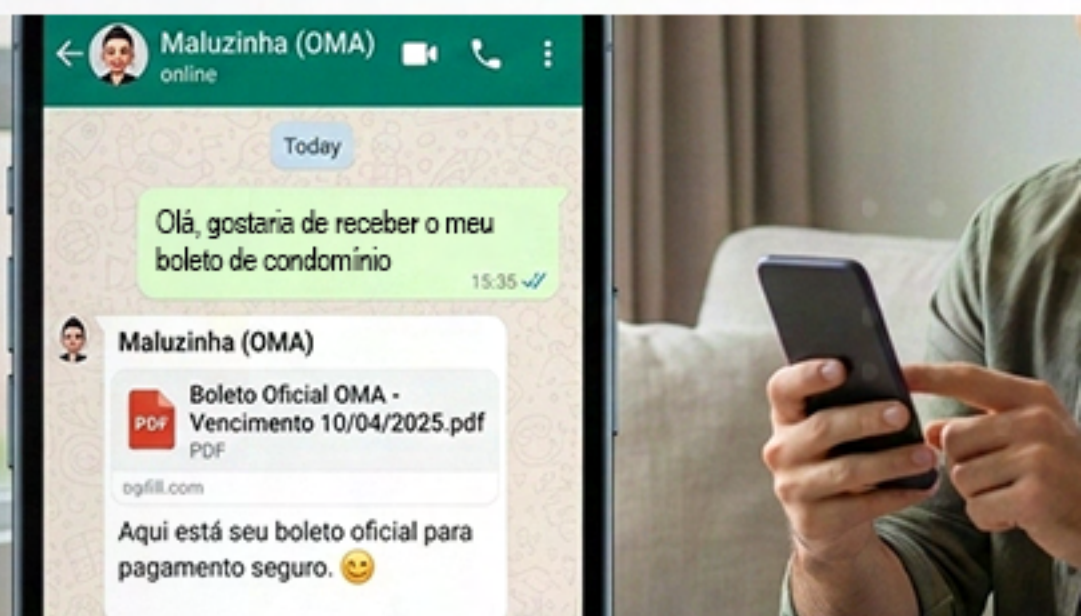 Maluzinha (OMA)
online
Today
Olá, gostaria de receber o meu
boleto de condomínio
15:35
Maluzinha (OMA)
PDF
Boleto Oficial OMA -
Vencimento 10/04/2025.pdf
PDF
ogifill.com
Aqui está seu boleto oficial para
pagamento seguro.